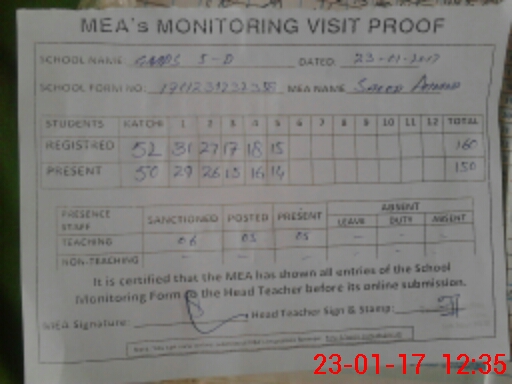 MEA's MONITORING VISIT PROOF
SCHOOL NAME GMPS 5-D DATED 23-01-2017
SCHOOL FORM NO: MEA NAME
STUDENTS KATCHI 1 2 3 4 5 6 7 8 9 10 11 12 TOTAL
REGISTRED 52 31 27 17 18 15 160
PRESENT 50 29 26 15 16 14 150
PRESENCE STAFF SANCTIONED POSTED PRESENT ABSENT
LEAVE DUTY ABSENT
TEACHING 06 05 05 - - -
NON-TEACHING - - - - - -
It is certified that the MEA has shown all entries of the School
Monitoring Form to the Head Teacher before its online submission.
MEA Signature: Head Teacher Sign & Stamp:
23-01-17 12:35